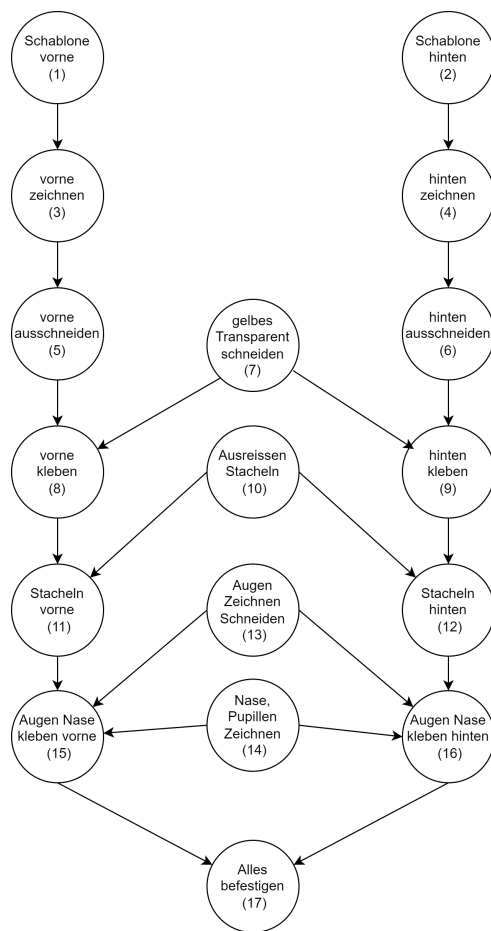 Schablone
vorne
(1)
Schablone
hinten
(2)
vorne
zeichnen
(3)
hinten
zeichnen
(4)
vorne
ausschneiden
(5)
gelbes
Transparent
schneiden
(7)
hinten
ausschneiden
(6)
vorne
kleben
(8)
Ausreissen
Stacheln
(10)
hinten
kleben
(9)
Stacheln
vorne
(11)
Augen
Zeichnen
Schneiden
(13)
Stacheln
hinten
(12)
Augen Nase
kleben vorne
(15)
Nase,
Pupillen
Zeichnen
(14)
Augen Nase
kleben hinten
(16)
Alles
befestigen
(17)